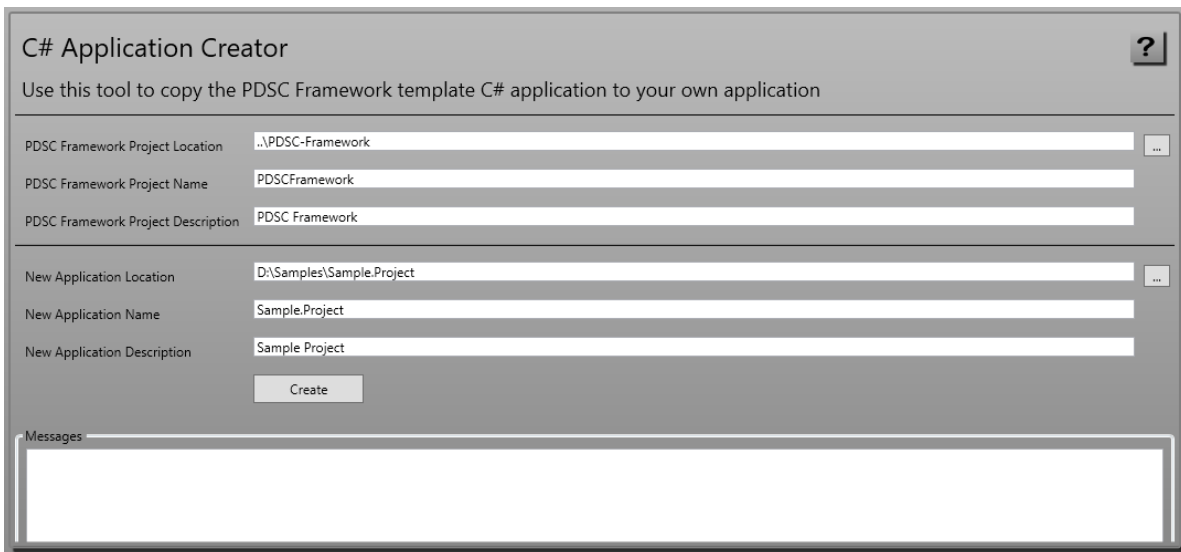 C# Application Creator
?
Use this tool to copy the PDSC Framework template C# application to your own application
PDSC Framework Project Location ..\PDSC-Framework ...
PDSC Framework Project Name PDSCFramework
PDSC Framework Project Description PDSC Framework
New Application Location D:\Samples\Sample.Project ...
New Application Name Sample.Project
New Application Description Sample Project
Create
Messages